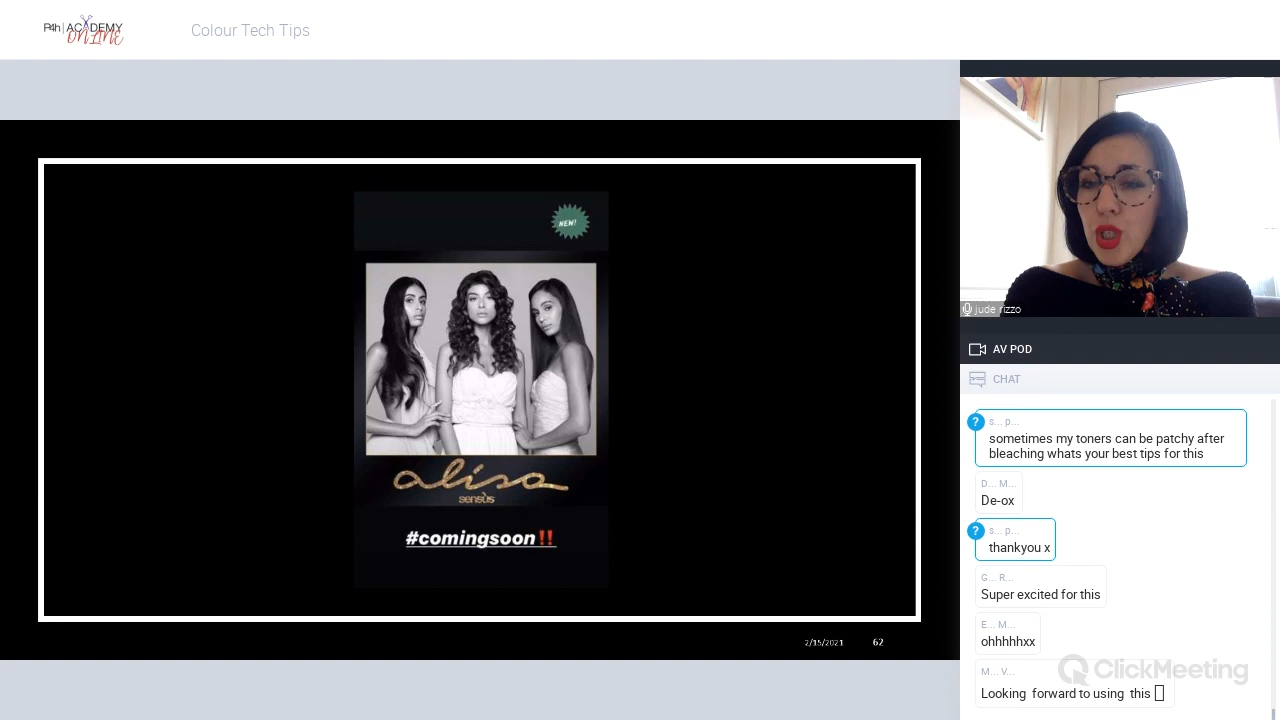 P4h | ACADEMY
ONLINE
Colour Tech Tips
NEW!
alisa
sensùs
#comingsoon‼️
2/15/2021
62
jude rizzo
AV POD
CHAT
?
s... p...
sometimes my toners can be patchy after
bleaching whats your best tips for this
D... M...
De-ox
?
s... p...
thankyou x
G... R...
Super excited for this
E... M...
ohhhhhxx
M... V...
Looking forward to using this
ClickMeeting